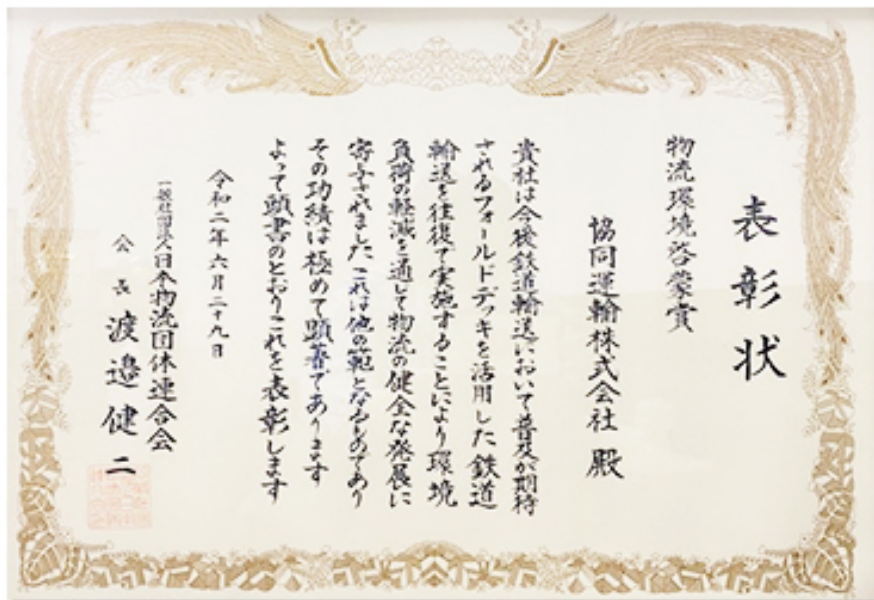 表彰状
物流環境啓蒙賞
協同運輸株式会社 殿
貴社は今後鉄道輸送において普及が期待
されるフォールドデッキを活用した鉄道
輸送を往復で実施することにより環境
負荷の軽減を通して物流の健全な発展に
寄与されました これは他の範となるものであり
その功績は極めて顕著であります
よって頭書のとおりこれを表彰します
令和二年六月二十九日
一般社団法人日本物流団体連合会
会長 渡邉健二